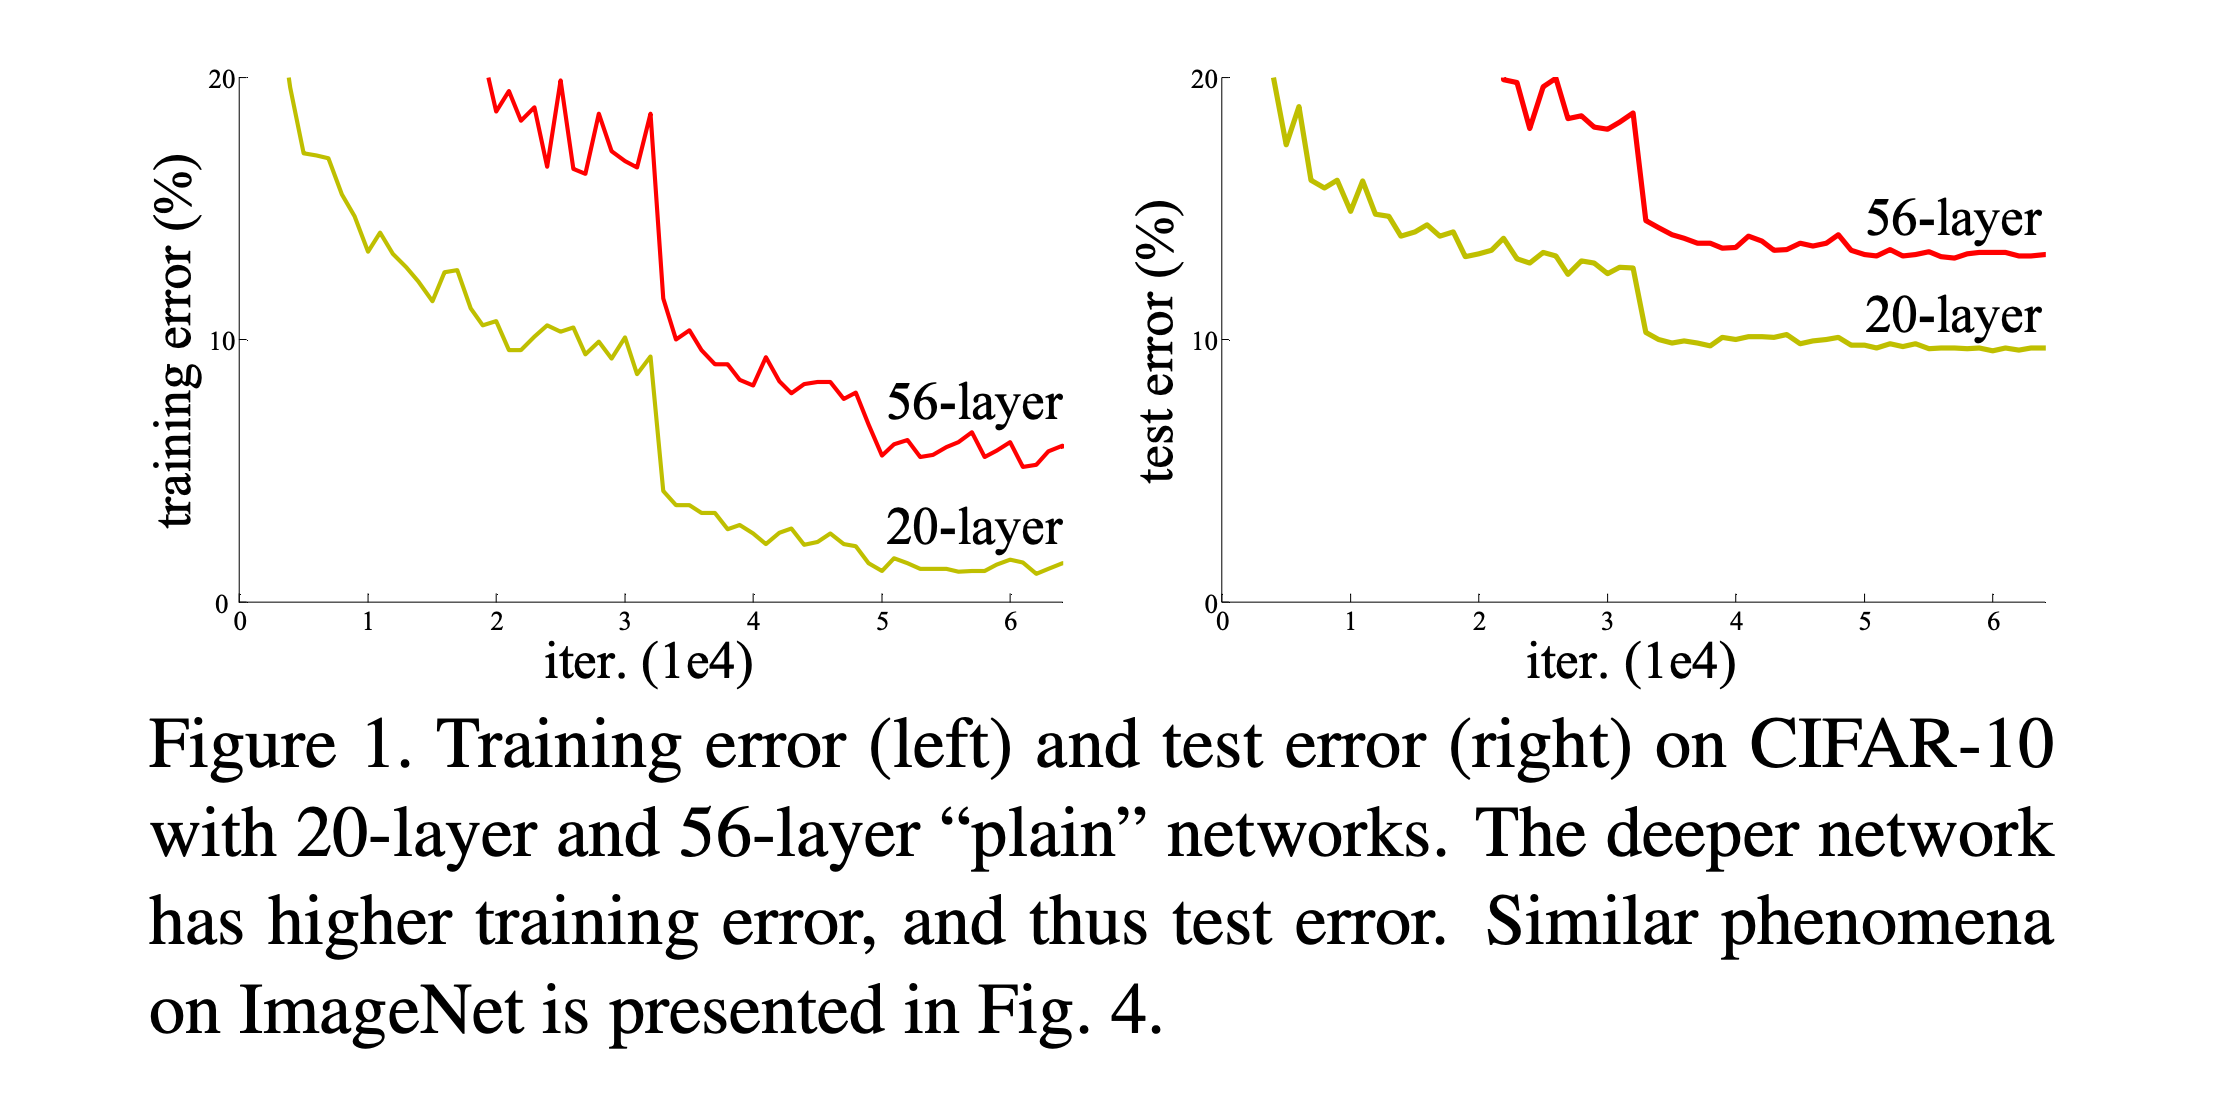 20
10
0
training error (%)
56-layer
20-layer
0 1 2 3 4 5 6
iter. (1e4)
20
10
0
test error (%)
56-layer
20-layer
0 1 2 3 4 5 6
iter. (1e4)
Figure 1. Training error (left) and test error (right) on CIFAR-10
with 20-layer and 56-layer “plain” networks. The deeper network
has higher training error, and thus test error. Similar phenomena
on ImageNet is presented in Fig. 4.